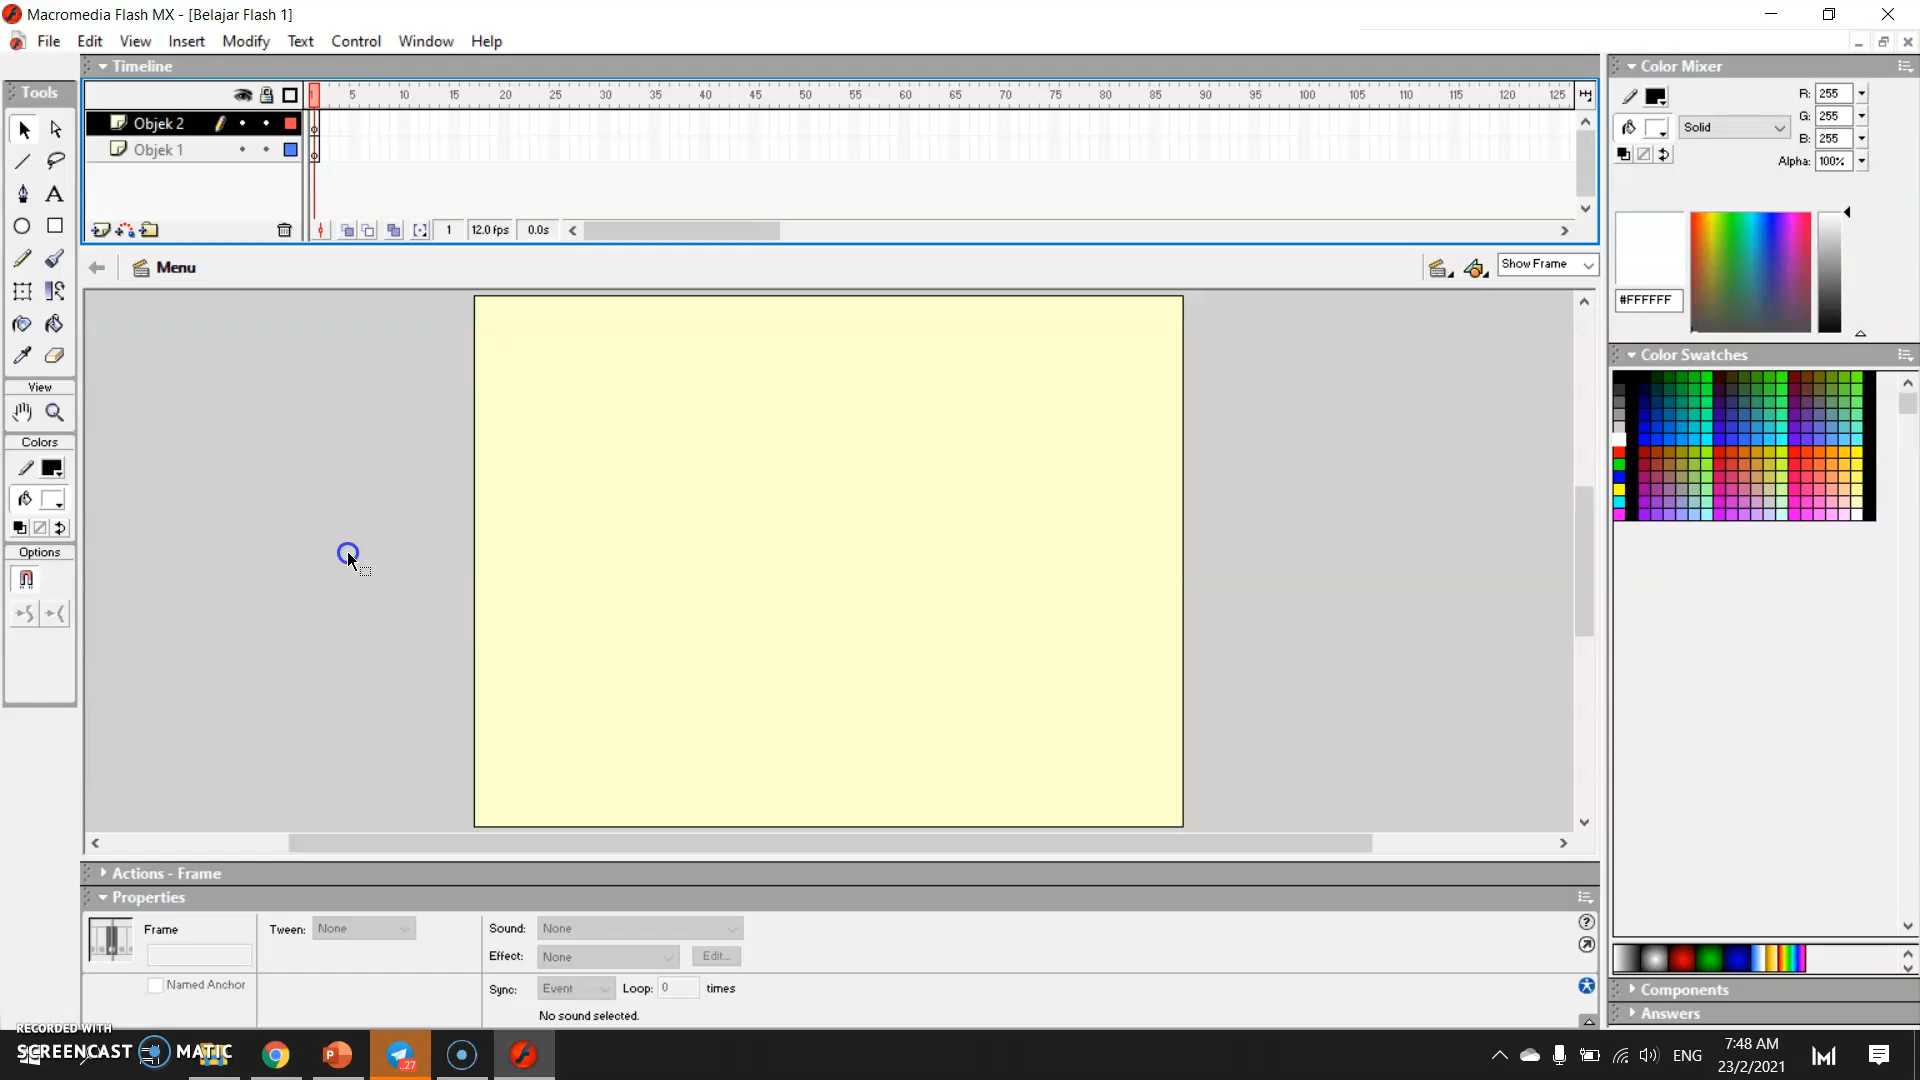 Macromedia Flash MX - [Belajar Flash 1]
File Edit View Insert Modify Text Control Window Help
Timeline
Color Mixer
Tools
1 5 10 15 20 25 30 35 40 45 50 55 60 65 70 75 80 85 90 95 100 105 110 115 120 125
R: 255
G: 255
B: 255
Solid
Alpha: 100%
Objek 2
Objek 1
1 12.0 fps 0.0s
Menu
Show Frame
#FFFFFF
Color Swatches
View
Colors
Options
Actions - Frame
Properties
Frame
Tween: None
Sound: None
Effect: None Edit...
Named Anchor
Sync: Event Loop: 0 times
No sound selected.
Components
Answers
RECORDED WITH
SCREENCAST MATIC
27
ENG
7:48 AM
23/2/2021